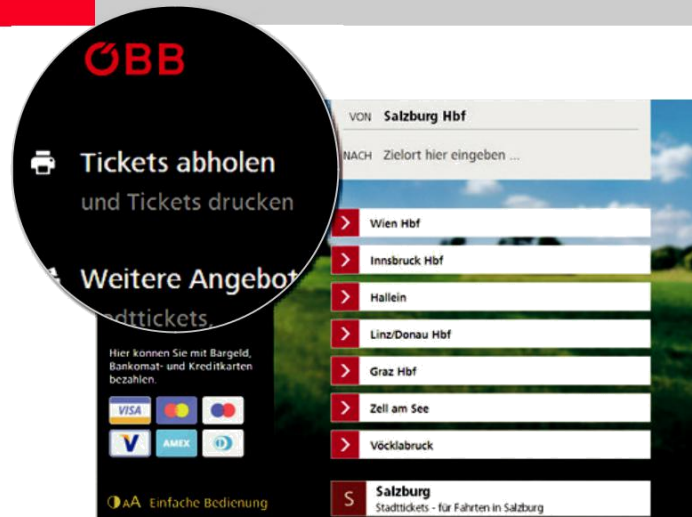 ÖBB
Tickets abholen
und Tickets drucken
Weitere Angebot
dttickets,
Hier können Sie mit Bargeld,
Bankomat- und Kreditkarten
bezahlen.
VISA
V
AMEX
AA Einfache Bedienung
VON Salzburg Hbf
NACH Zielort hier eingeben ...
Wien Hbf
Innsbruck Hbf
Hallein
Linz/Donau Hbf
Graz Hbf
Zell am See
Vöcklabruck
S Salzburg
Stadttickets - für Fahrten in Salzburg